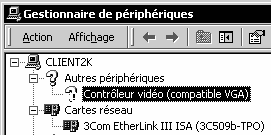 Gestionnaire de périphériques
Action Affichage
CLIENT2K
Autres périphériques
Contrôleur vidéo (compatible VGA)
Cartes réseau
3Com EtherLink III ISA (3C509b-TPO)